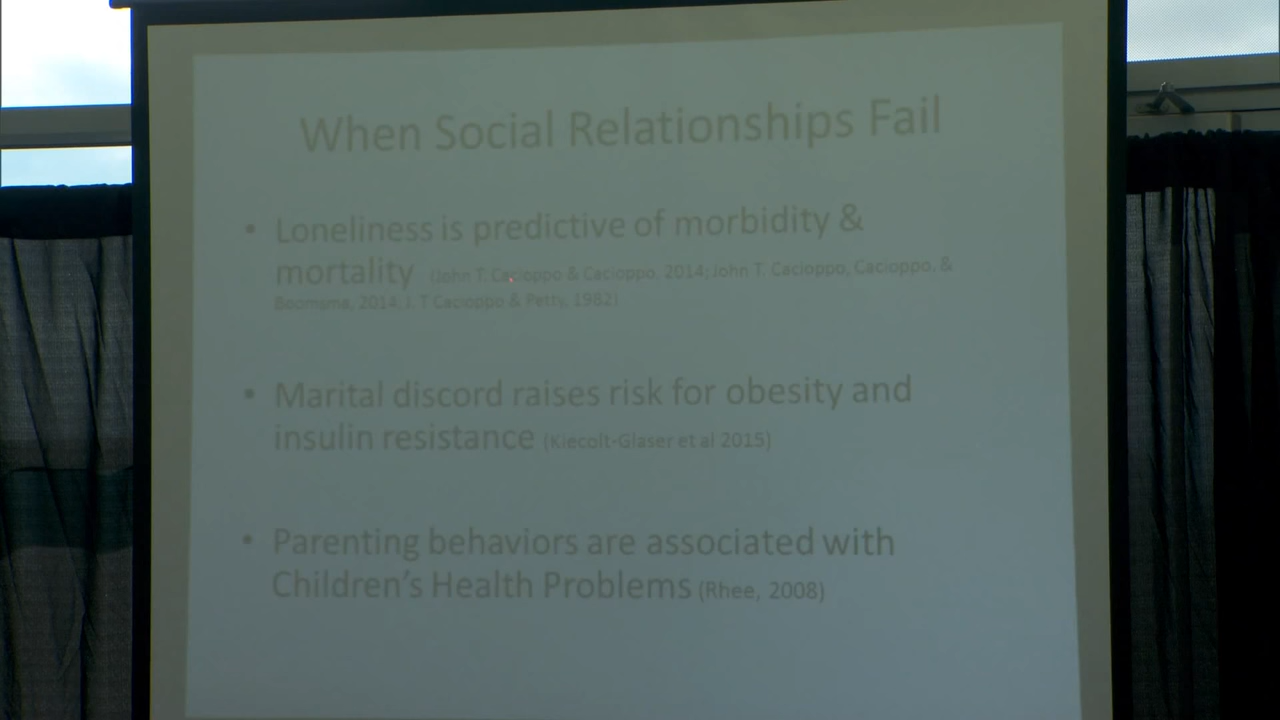 When Social Relationships Fail
• Loneliness is predictive of morbidity &
mortality (John T. Cacioppo & Cacioppo, 2014; John T. Cacioppo, Cacioppo, &
Boomsma, 2014; J. T Cacioppo & Petty, 1982)
• Marital discord raises risk for obesity and
insulin resistance (Kiecolt-Glaser et al 2015)
• Parenting behaviors are associated with
Children's Health Problems (Rhee, 2008)